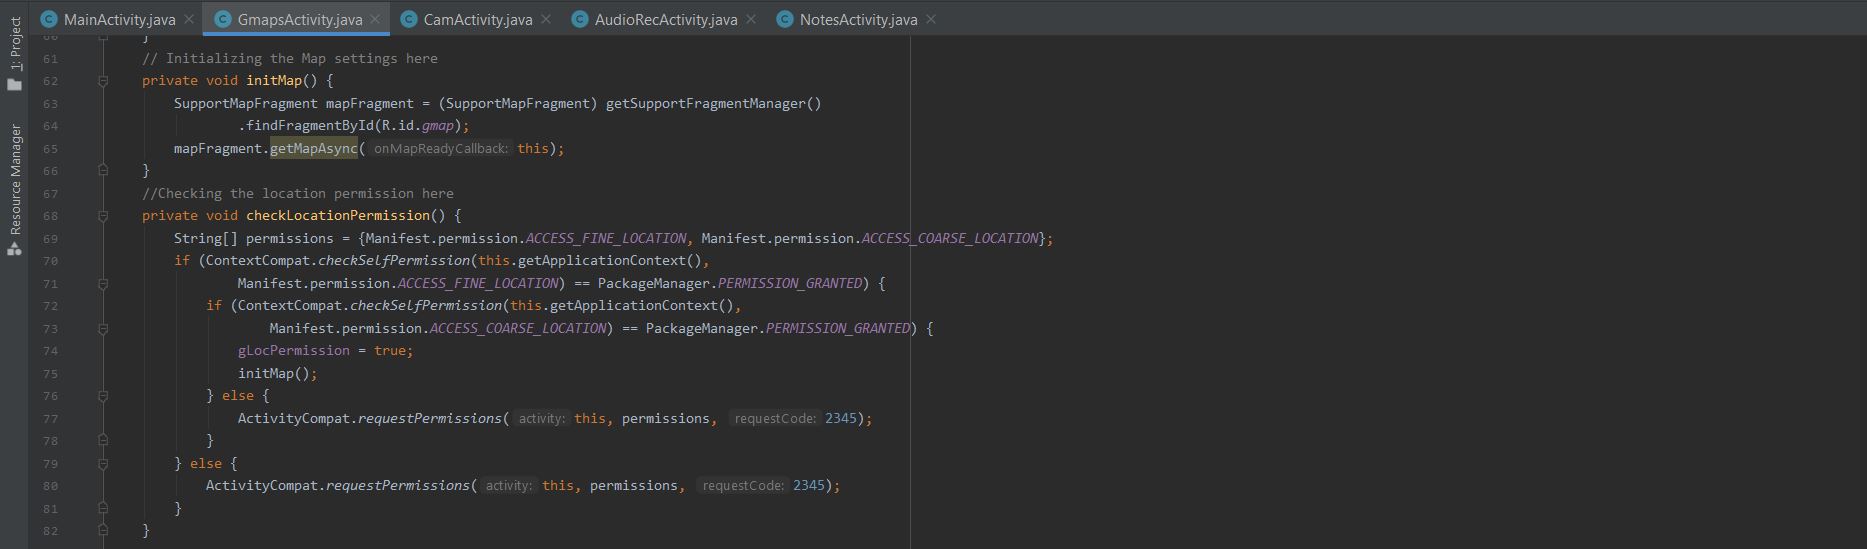 MainActivity.java GmapsActivity.java CamActivity.java AudioRecActivity.java NotesActivity.java
1: Project
Resource Manager
60 }
61 // Initializing the Map settings here
62 private void initMap() {
63 SupportMapFragment mapFragment = (SupportMapFragment) getSupportFragmentManager()
64 .findFragmentById(R.id.gmap);
65 mapFragment.getMapAsync( onMapReadyCallback: this);
66 }
67 //Checking the location permission here
68 private void checkLocationPermission() {
69 String[] permissions = {Manifest.permission.ACCESS_FINE_LOCATION, Manifest.permission.ACCESS_COARSE_LOCATION};
70 if (ContextCompat.checkSelfPermission(this.getApplicationContext(),
71 Manifest.permission.ACCESS_FINE_LOCATION) == PackageManager.PERMISSION_GRANTED) {
72 if (ContextCompat.checkSelfPermission(this.getApplicationContext(),
73 Manifest.permission.ACCESS_COARSE_LOCATION) == PackageManager.PERMISSION_GRANTED) {
74 gLocPermission = true;
75 initMap();
76 } else {
77 ActivityCompat.requestPermissions( activity: this, permissions, requestCode: 2345);
78 }
79 } else {
80 ActivityCompat.requestPermissions( activity: this, permissions, requestCode: 2345);
81 }
82 }